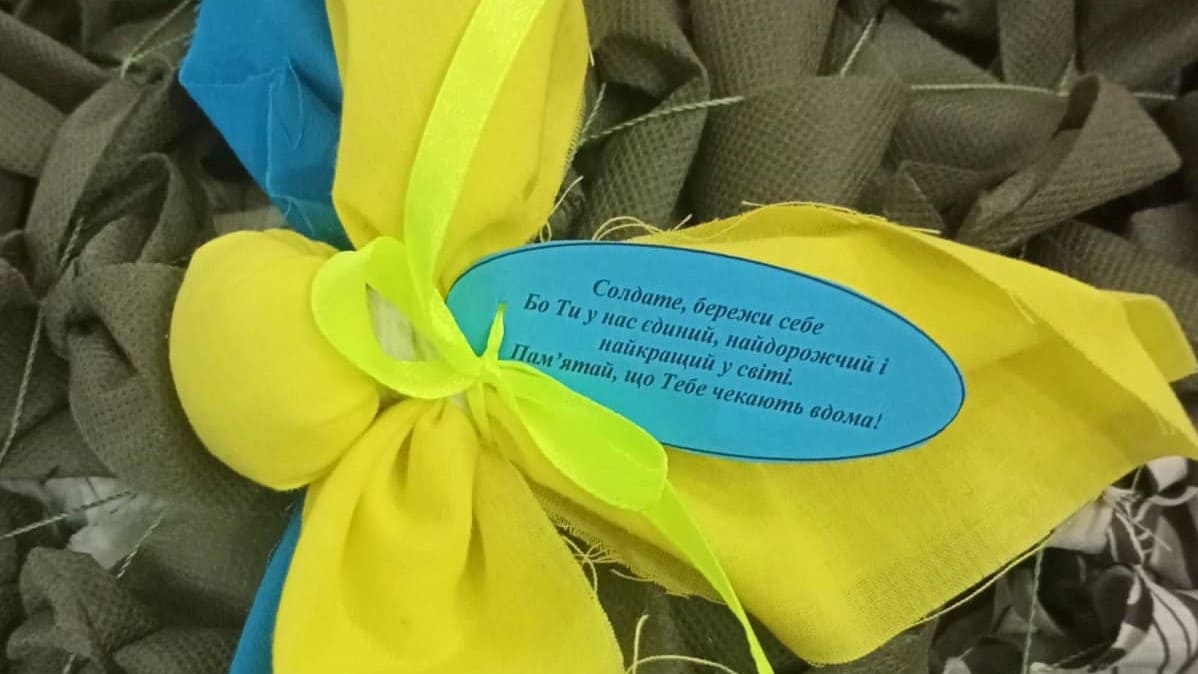 Солдате, бережи себе
Бо Ти у нас єдиний, найдорожчий і
найкращий у світі.
Пам’ятай, що Тебе чекають вдома!